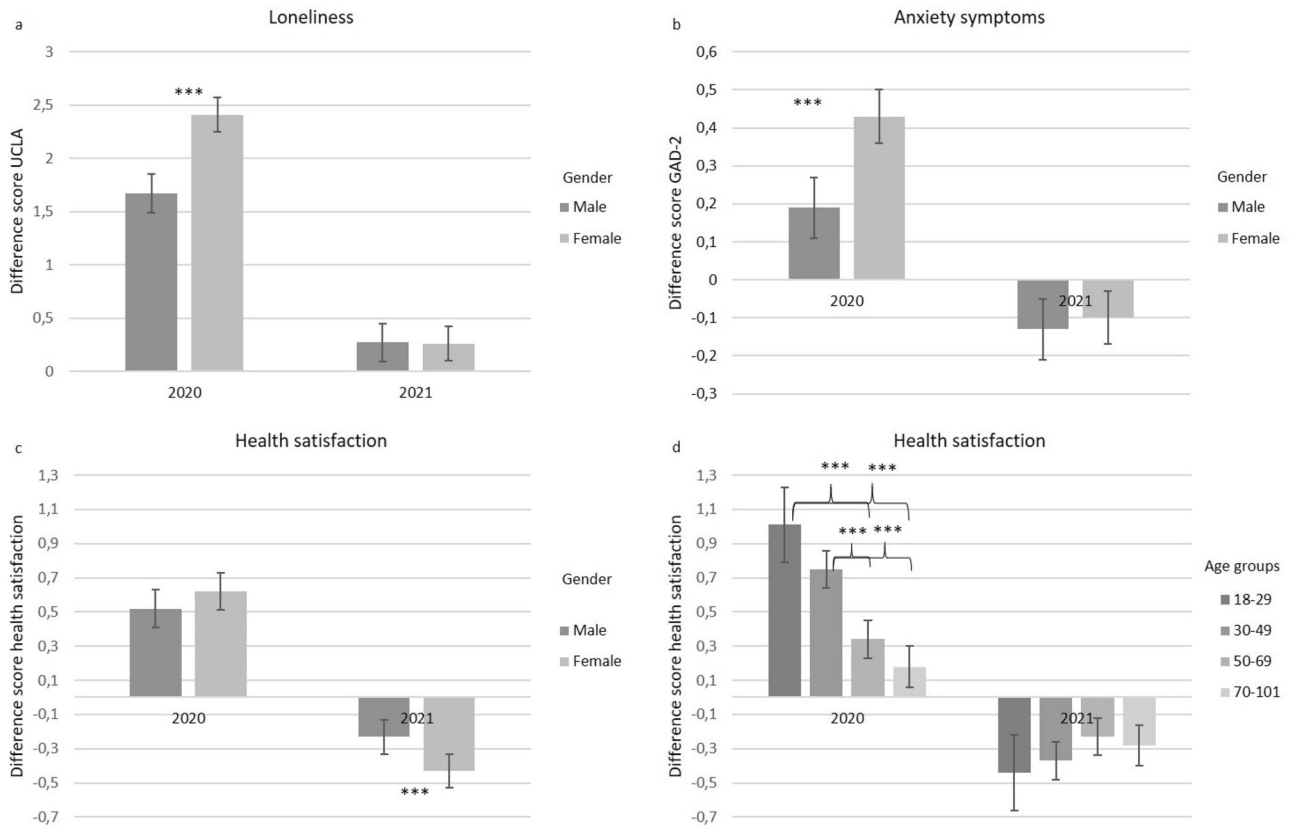 a
Loneliness
Difference score UCLA
3
2,5
2
1,5
1
0,5
0
***
2020
2021
Gender
Male
Female
b
Anxiety symptoms
Difference score GAD-2
0,6
0,5
0,4
0,3
0,2
0,1
0
-0,1
-0,2
-0,3
***
2020
2021
Gender
Male
Female
c
Health satisfaction
Difference score health satisfaction
1,3
1,1
0,9
0,7
0,5
0,3
0,1
-0,1
-0,3
-0,5
-0,7
2020
2021
***
Gender
Male
Female
d
Health satisfaction
Difference score health satisfaction
1,3
1,1
0,9
0,7
0,5
0,3
0,1
-0,1
-0,3
-0,5
-0,7
*** ***
*** ***
2020
2021
Age groups
18-29
30-49
50-69
70-101